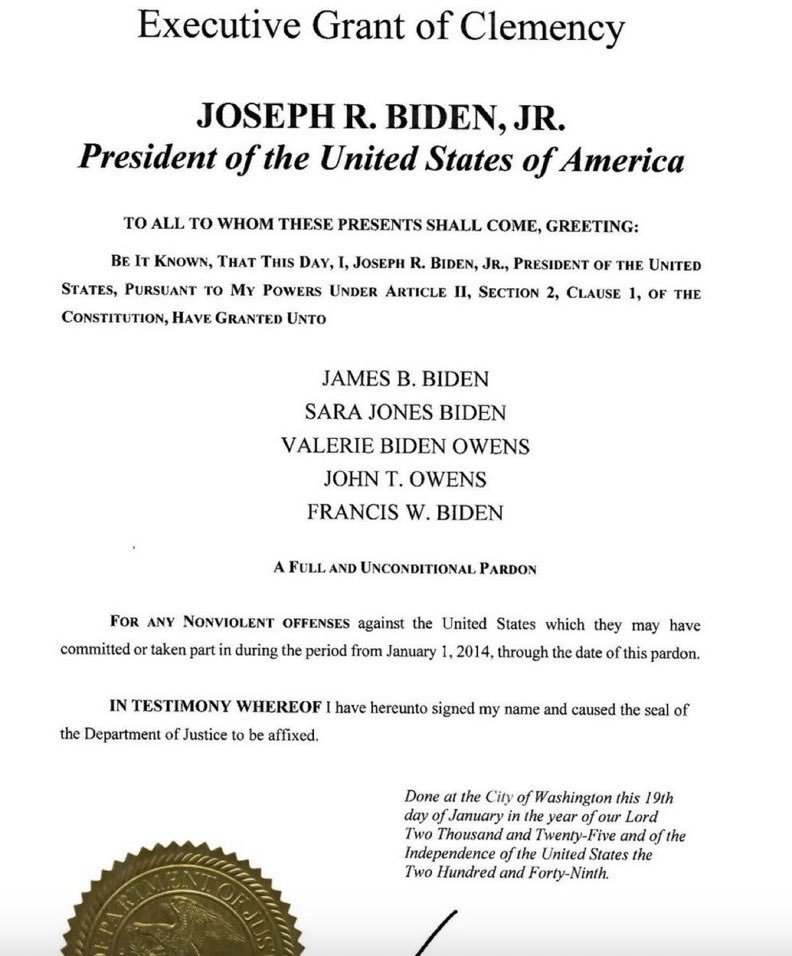 Executive Grant of Clemency
JOSEPH R. BIDEN, JR.
President of the United States of America
TO ALL TO WHOM THESE PRESENTS SHALL COME, GREETING:
BE IT KNOWN, THAT THIS DAY, I, JOSEPH R. BIDEN, JR., PRESIDENT OF THE UNITED
STATES, PURSUANT TO MY POWERS UNDER ARTICLE II, SECTION 2, CLAUSE 1, OF THE
CONSTITUTION, HAVE GRANTED UNTO
JAMES B. BIDEN
SARA JONES BIDEN
VALERIE BIDEN OWENS
JOHN T. OWENS
FRANCIS W. BIDEN
A FULL AND UNCONDITIONAL PARDON
FOR ANY NONVIOLENT OFFENSES against the United States which they may have
committed or taken part in during the period from January 1, 2014, through the date of this pardon.
IN TESTIMONY WHEREOF I have hereunto signed my name and caused the seal of
the Department of Justice to be affixed.
Done at the City of Washington this 19th
day of January in the year of our Lord
Two Thousand and Twenty-Five and of the
Independence of the United States the
Two Hundred and Forty-Ninth.
DEPARTMENT OF JUS